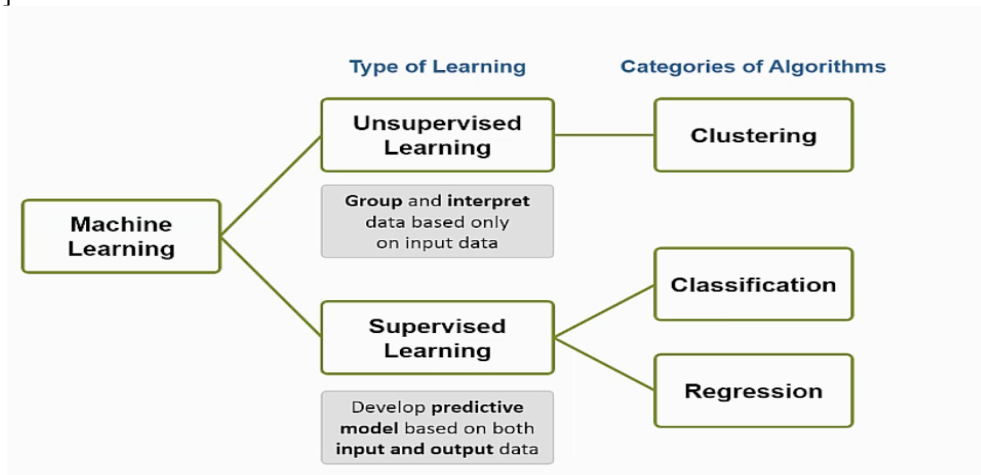 ]
Type of Learning
Categories of Algorithms
Unsupervised
Learning
Clustering
Group and interpret
data based only
on input data
Machine
Learning
Classification
Supervised
Learning
Regression
Develop predictive
model based on both
input and output data